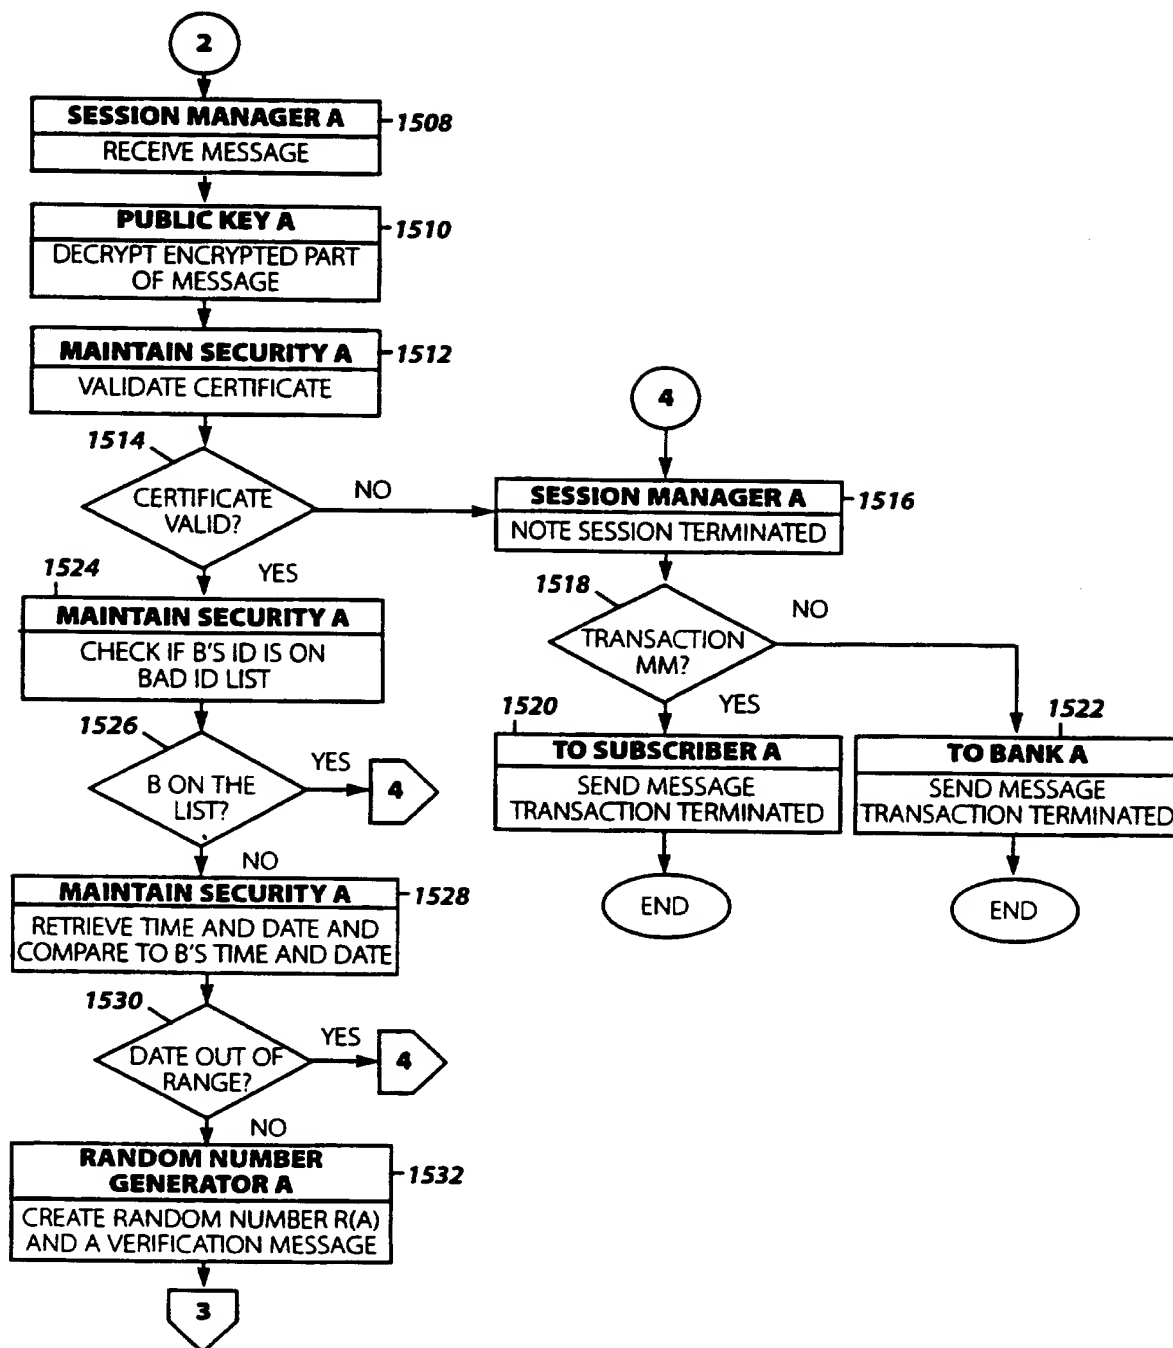 2
SESSION MANAGER A
1508
RECEIVE MESSAGE
PUBLIC KEY A
1510
DECRYPT ENCRYPTED PART
OF MESSAGE
MAINTAIN SECURITY A
1512
VALIDATE CERTIFICATE
1514
CERTIFICATE
VALID?
NO
YES
4
SESSION MANAGER A
1516
NOTE SESSION TERMINATED
1518
TRANSACTION
MM?
NO
YES
1520
TO SUBSCRIBER A
SEND MESSAGE
TRANSACTION TERMINATED
END
1522
TO BANK A
SEND MESSAGE
TRANSACTION TERMINATED
END
1524
MAINTAIN SECURITY A
CHECK IF B'S ID IS ON
BAD ID LIST
1526
B ON THE
LIST?
YES
4
NO
MAINTAIN SECURITY A
1528
RETRIEVE TIME AND DATE AND
COMPARE TO B'S TIME AND DATE
1530
DATE OUT OF
RANGE?
YES
4
NO
RANDOM NUMBER
GENERATOR A
1532
CREATE RANDOM NUMBER R(A)
AND A VERIFICATION MESSAGE
3